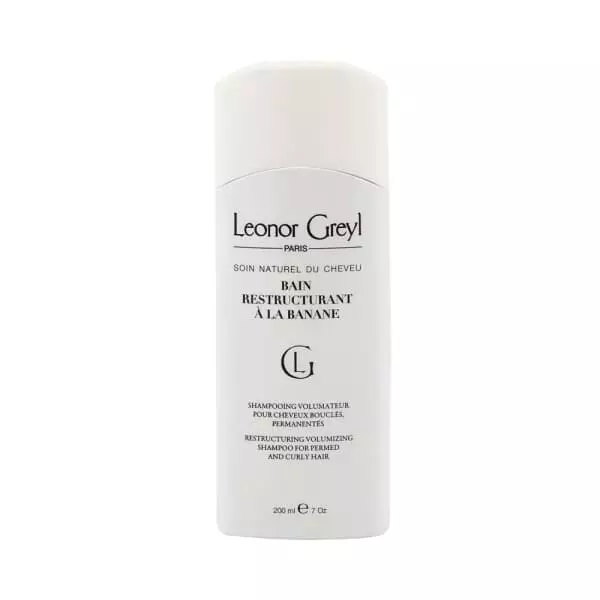 Leonor Greyl
PARIS
SOIN NATUREL DU CHEVEU
BAIN
RESTRUCTURANT
À LA BANANE
LG
SHAMPOOING VOLUMATEUR
POUR CHEVEUX BOUCLÉS,
PERMANENTÉS
RESTRUCTURING VOLUMIZING
SHAMPOO FOR PERMED
AND CURLY HAIR
200 ml ℮ 7 Oz